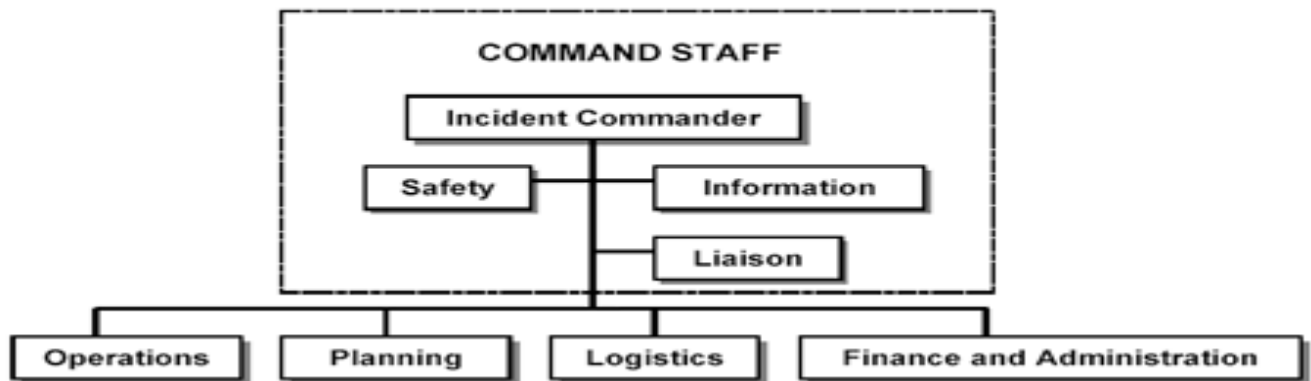 COMMAND STAFF
Incident Commander
Safety
Information
Liaison
Operations
Planning
Logistics
Finance and Administration